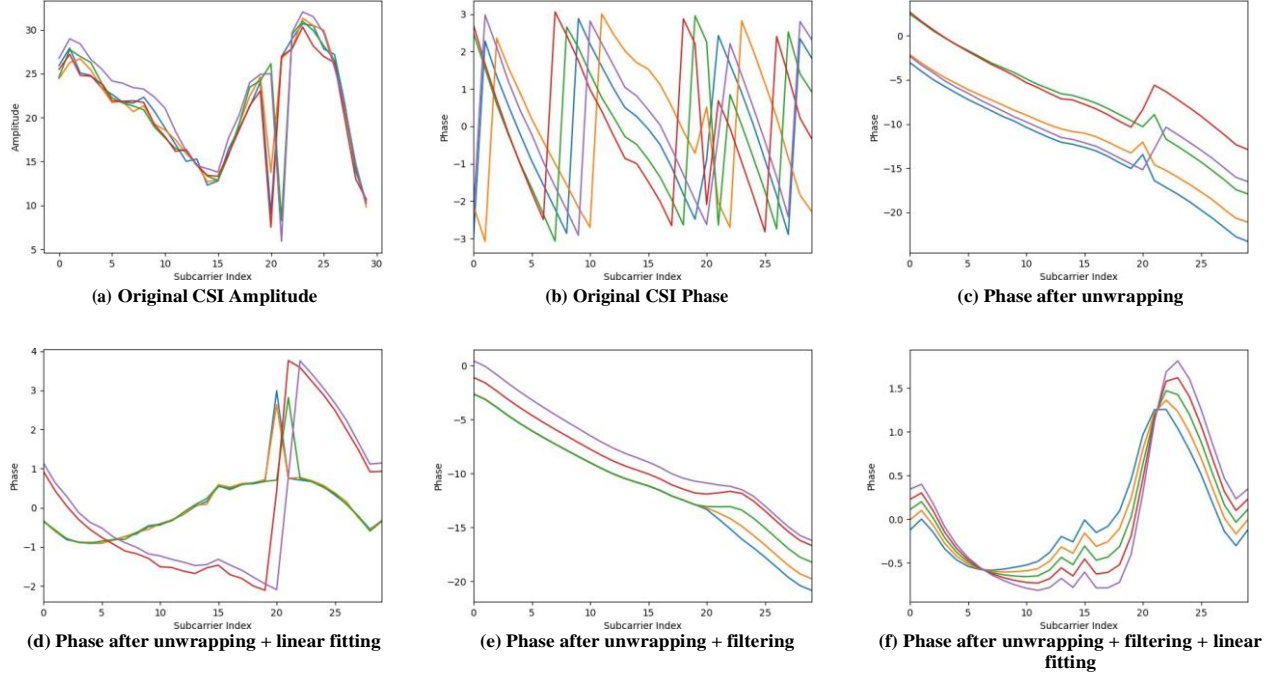 30
25
20
15
10
5
Amplitude
0 5 10 15 20 25 30
Subcarrier Index
(a) Original CSI Amplitude
3
2
1
0
−1
−2
−3
Phase
0 5 10 15 20 25
Subcarrier Index
(b) Original CSI Phase
0
−5
−10
−15
−20
Phase
0 5 10 15 20 25
Subcarrier Index
(c) Phase after unwrapping
4
3
2
1
0
−1
−2
Phase
0 5 10 15 20 25
Subcarrier Index
(d) Phase after unwrapping + linear fitting
0
−5
−10
−15
−20
Phase
0 5 10 15 20 25
Subcarrier Index
(e) Phase after unwrapping + filtering
1.5
1.0
0.5
0.0
−0.5
Phase
0 5 10 15 20 25
Subcarrier Index
(f) Phase after unwrapping + filtering + linear
fitting